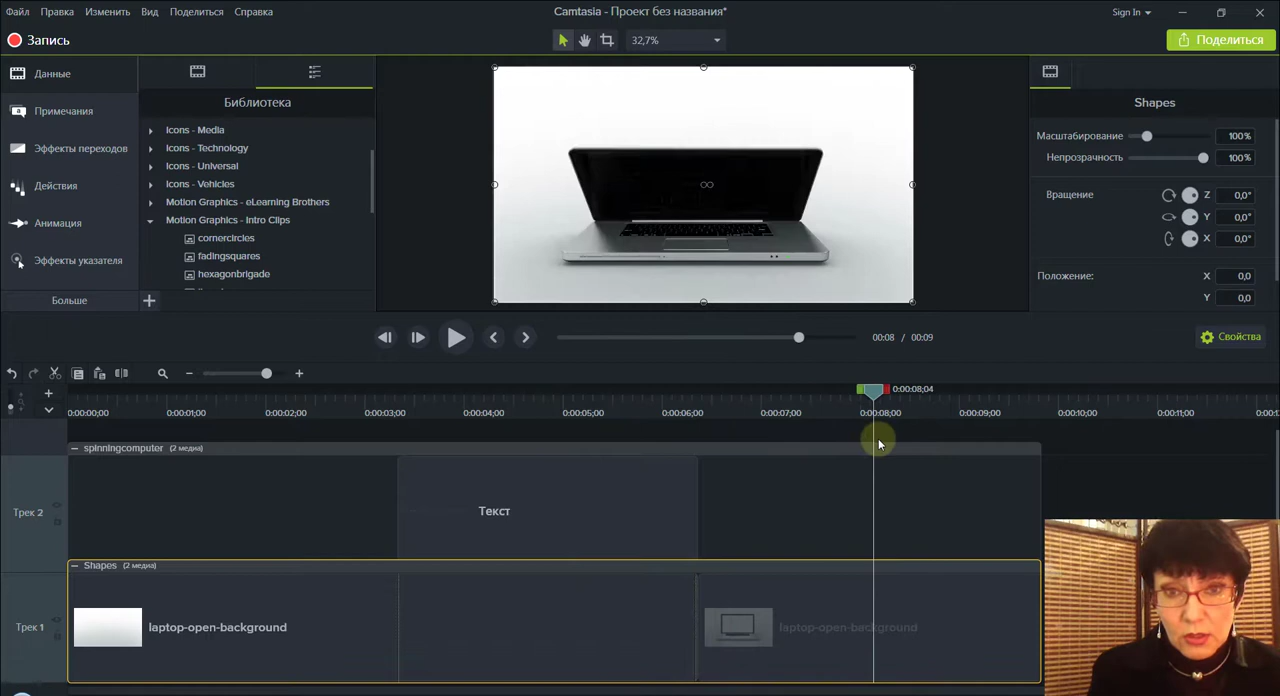 Файл Правка Изменить Вид Поделиться Справка
Camtasia - Проект без названия*
Sign In
Запись
32,7%
Поделиться
Данные
Примечания
Эффекты переходов
Действия
Анимация
Эффекты указателя
Больше
Библиотека
Icons - Media
Icons - Technology
Icons - Universal
Icons - Vehicles
Motion Graphics - eLearning Brothers
Motion Graphics - Intro Clips
cornercircles
fadingsquares
hexagonbrigade
Shapes
Масштабирование 100%
Непрозрачность 100%
Вращение Z 0,0°
Y 0,0°
X 0,0°
Положение: X 0,0
Y 0,0
00:08 / 00:09
Свойства
0:00:08;04
0:00:00;00 0:00:01;00 0:00:02;00 0:00:03;00 0:00:04;00 0:00:05;00 0:00:06;00 0:00:07;00 0:00:08;00 0:00:09;00 0:00:10;00 0:00:11;00
spinningcomputer (2 медиа)
Трек 2
Текст
Shapes (2 медиа)
Трек 1
laptop-open-background
laptop-open-background